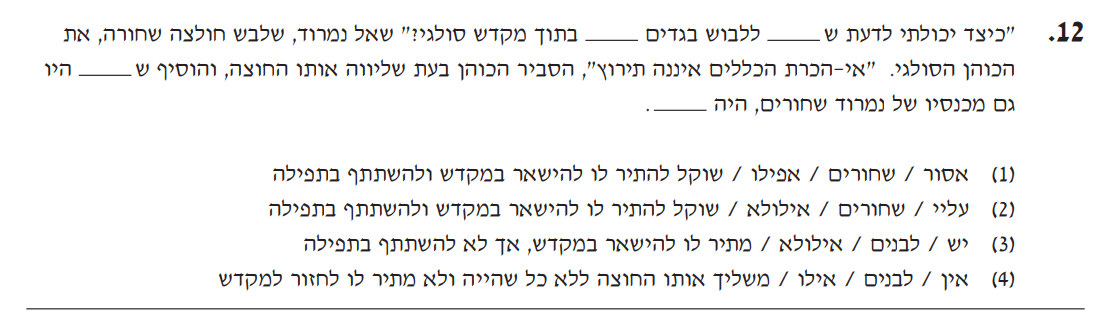 12. "כיצד יכולתי לדעת ש_____ ללבוש בגדים _____ בתוך מקדש סולגי?" שאל נמרוד, שלבש חולצה שחורה, את
הכוהן הסולגי. "אי-הכרת הכללים איננה תירוץ", הסביר הכוהן בעת שליווה אותו החוצה, והוסיף ש_____ היו
גם מכנסיו של נמרוד שחורים, היה _____.
(1) אסור / שחורים / אפילו / שוקל להתיר לו להישאר במקדש ולהשתתף בתפילה
(2) עליי / שחורים / אילולא / שוקל להתיר לו להישאר במקדש ולהשתתף בתפילה
(3) יש / לבנים / אילולא / מתיר לו להישאר במקדש, אך לא להשתתף בתפילה
(4) אין / לבנים / אילו / משליך אותו החוצה ללא כל שהייה ולא מתיר לו לחזור למקדש